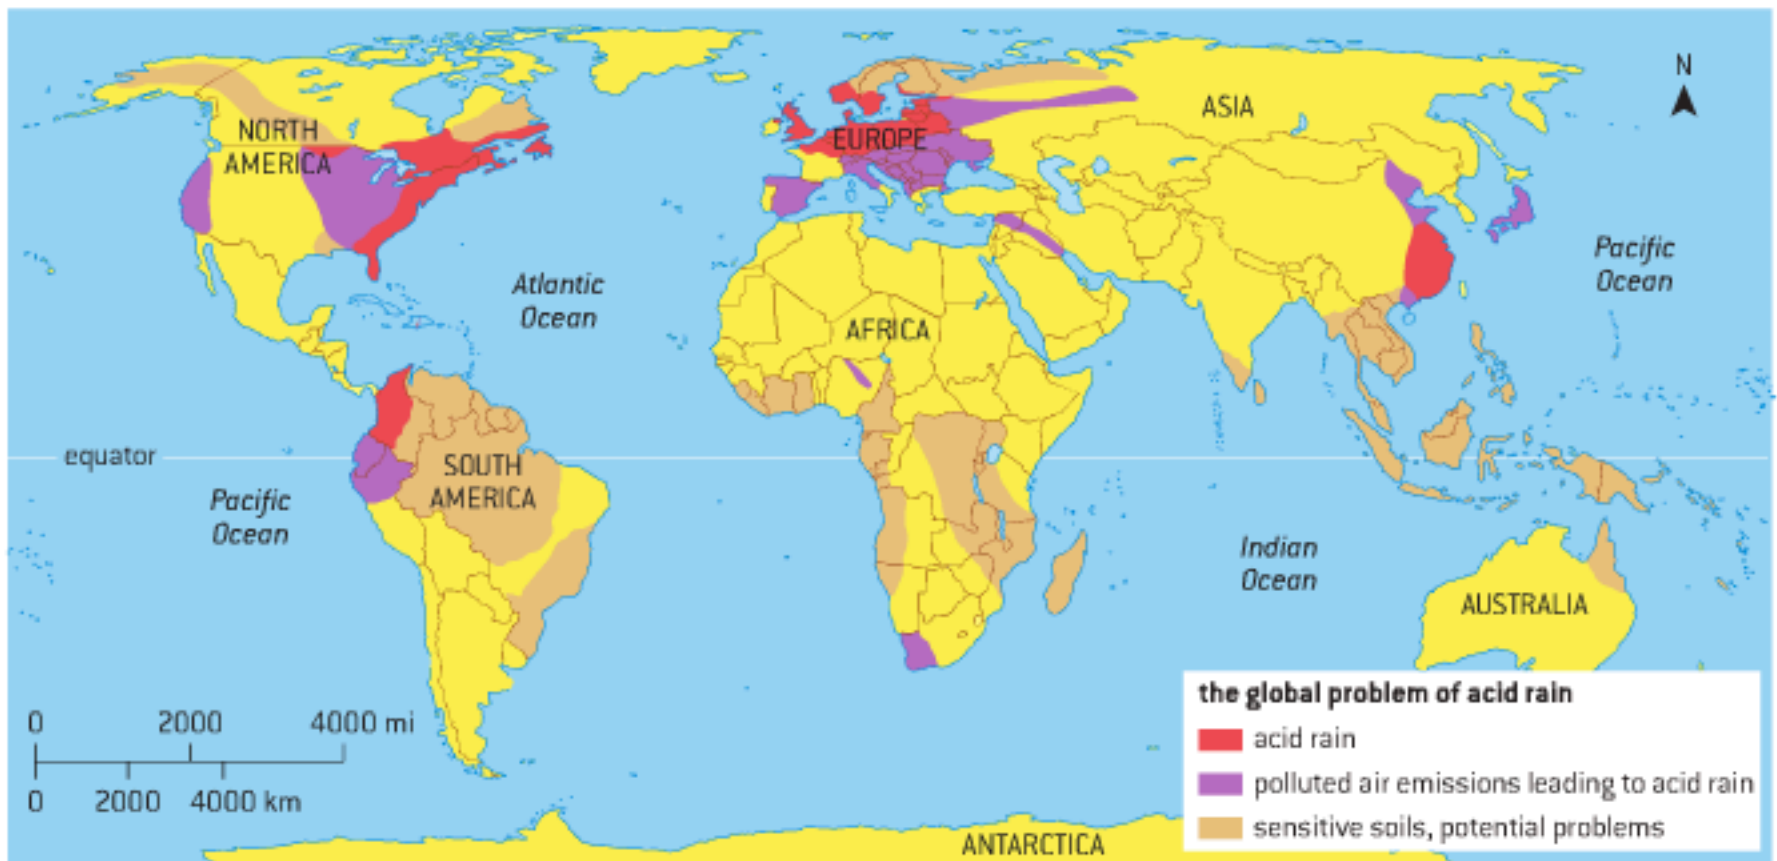 N
NORTH
AMERICA
EUROPE
ASIA
Atlantic
Ocean
Pacific
Ocean
AFRICA
equator
SOUTH
AMERICA
Pacific
Ocean
Indian
Ocean
AUSTRALIA
0 2000 4000 mi
0 2000 4000 km
the global problem of acid rain
acid rain
polluted air emissions leading to acid rain
sensitive soils, potential problems
ANTARCTICA